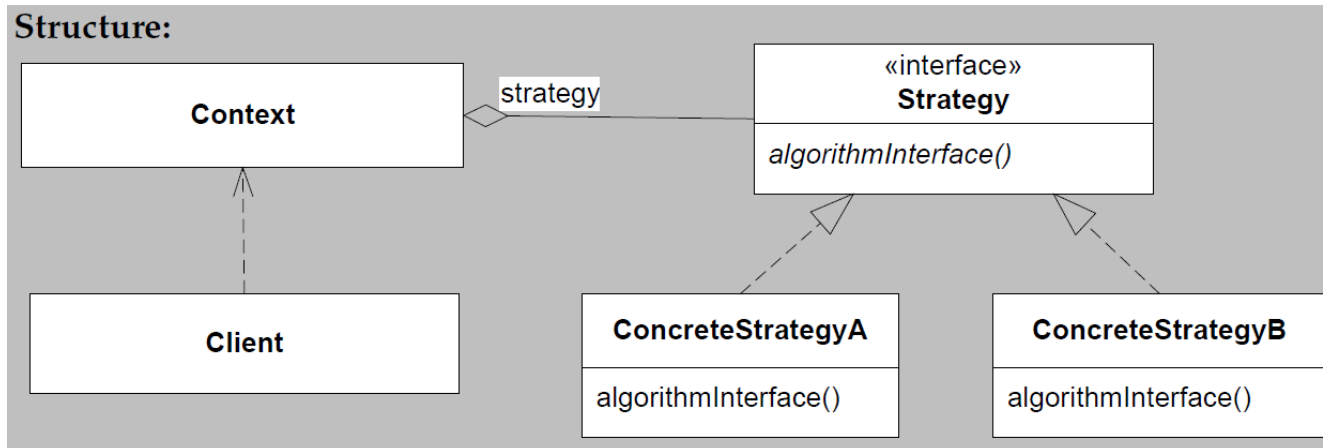 Structure:
Context
strategy
«interface»
Strategy
algorithmInterface()
Client
ConcreteStrategyA
algorithmInterface()
ConcreteStrategyB
algorithmInterface()